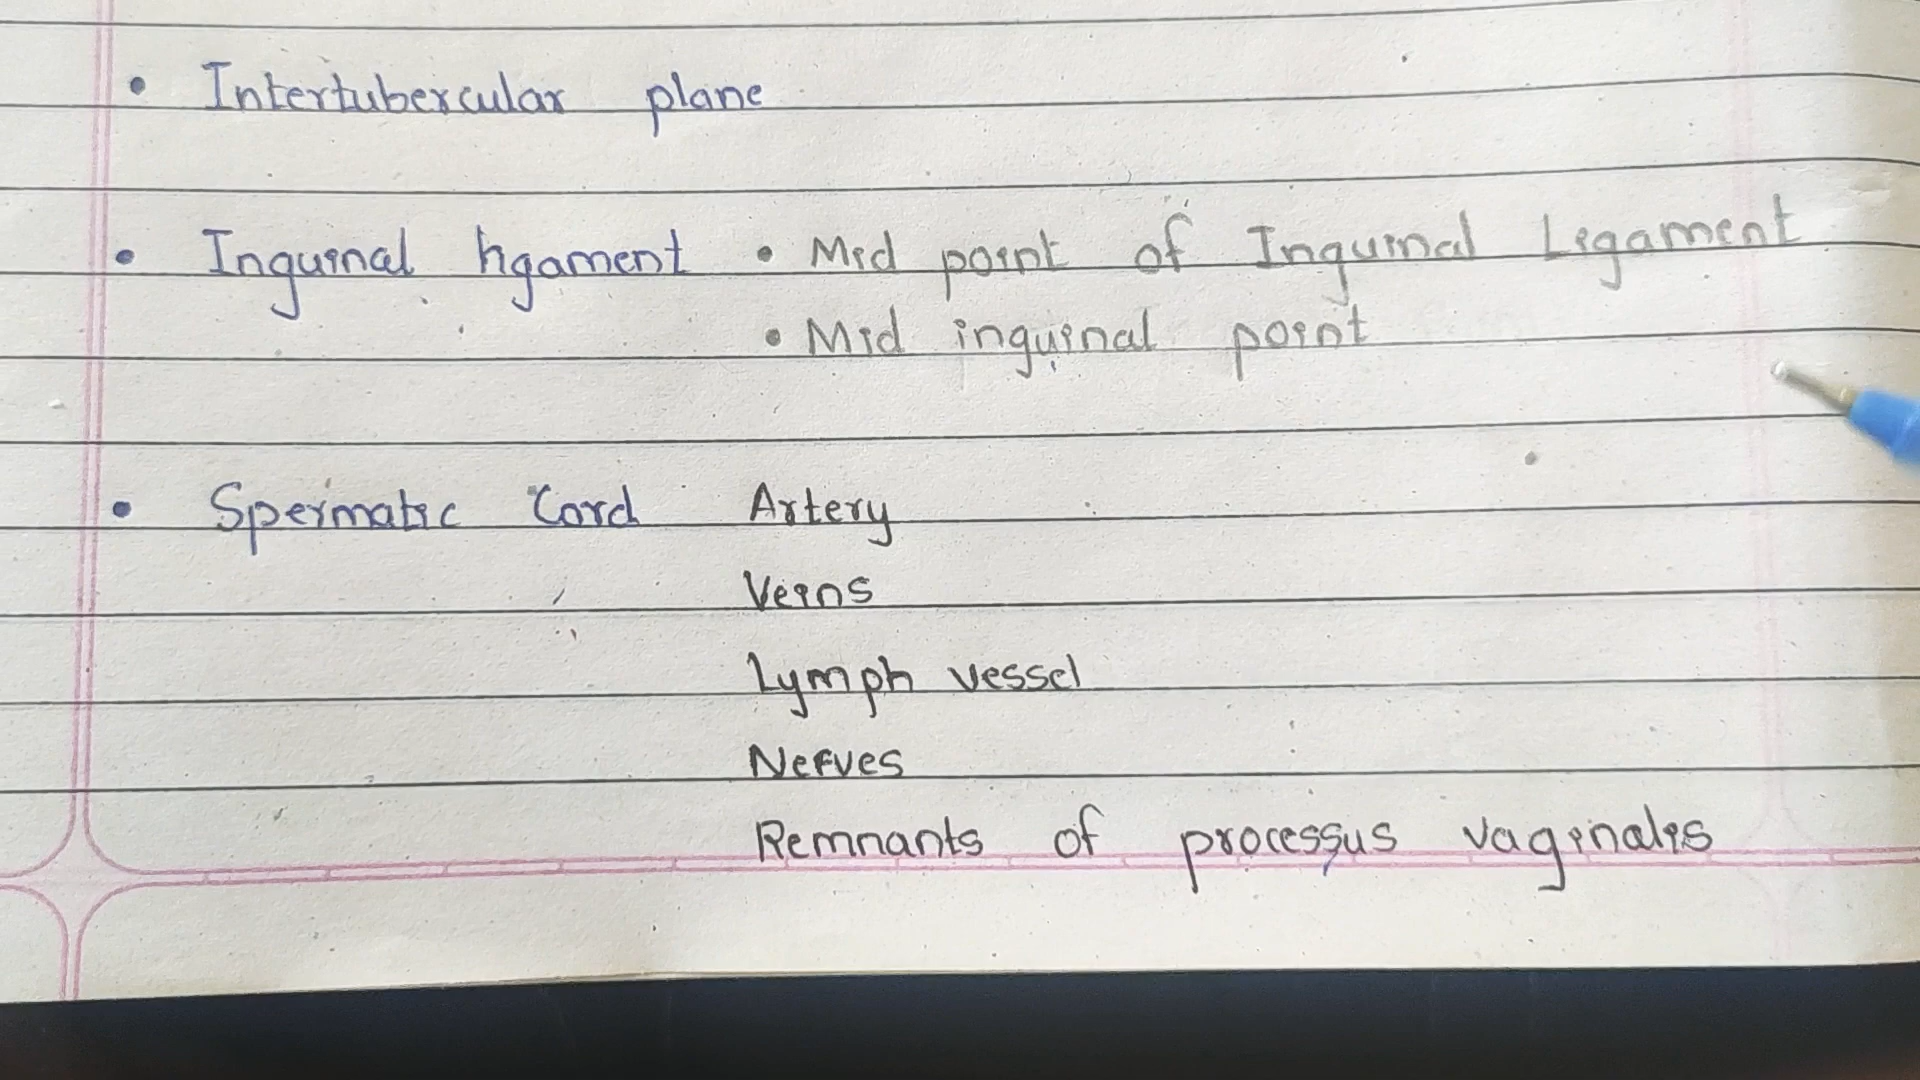 • Intertubercular plane
• Inguinal ligament • Mid point of Inguinal Ligament
• Mid inguinal point
• Spermatic Cord Artery
Veins
Lymph vessel
Nerves
Remnants of processus vaginalis